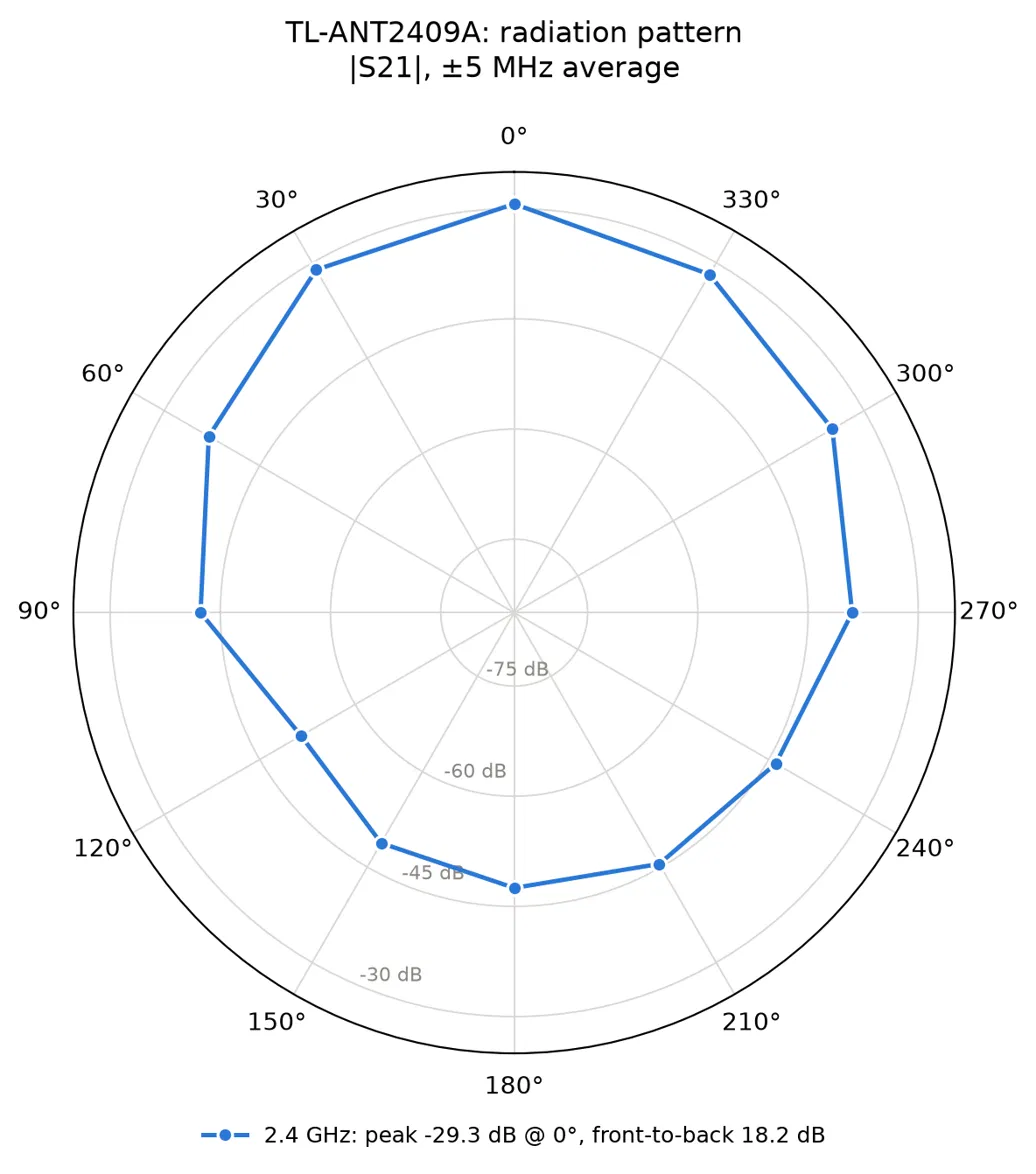 TL-ANT2409A: radiation pattern
|S21|, ±5 MHz average
0°
30°
330°
60°
300°
90°
270°
-75 dB
-60 dB
120°
240°
-45 dB
-30 dB
150°
210°
180°
2.4 GHz: peak -29.3 dB @ 0°, front-to-back 18.2 dB